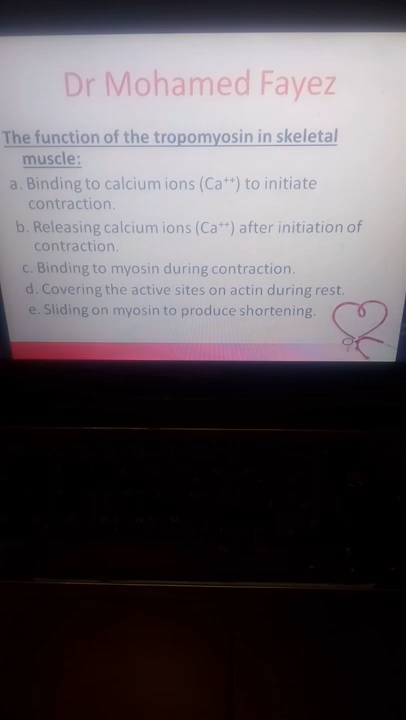 Dr Mohamed Fayez
The function of the tropomyosin in skeletal
muscle:
a. Binding to calcium ions (Ca⁺⁺) to initiate
contraction.
b. Releasing calcium ions (Ca⁺⁺) after initiation of
contraction.
c. Binding to myosin during contraction.
d. Covering the active sites on actin during rest.
e. Sliding on myosin to produce shortening.